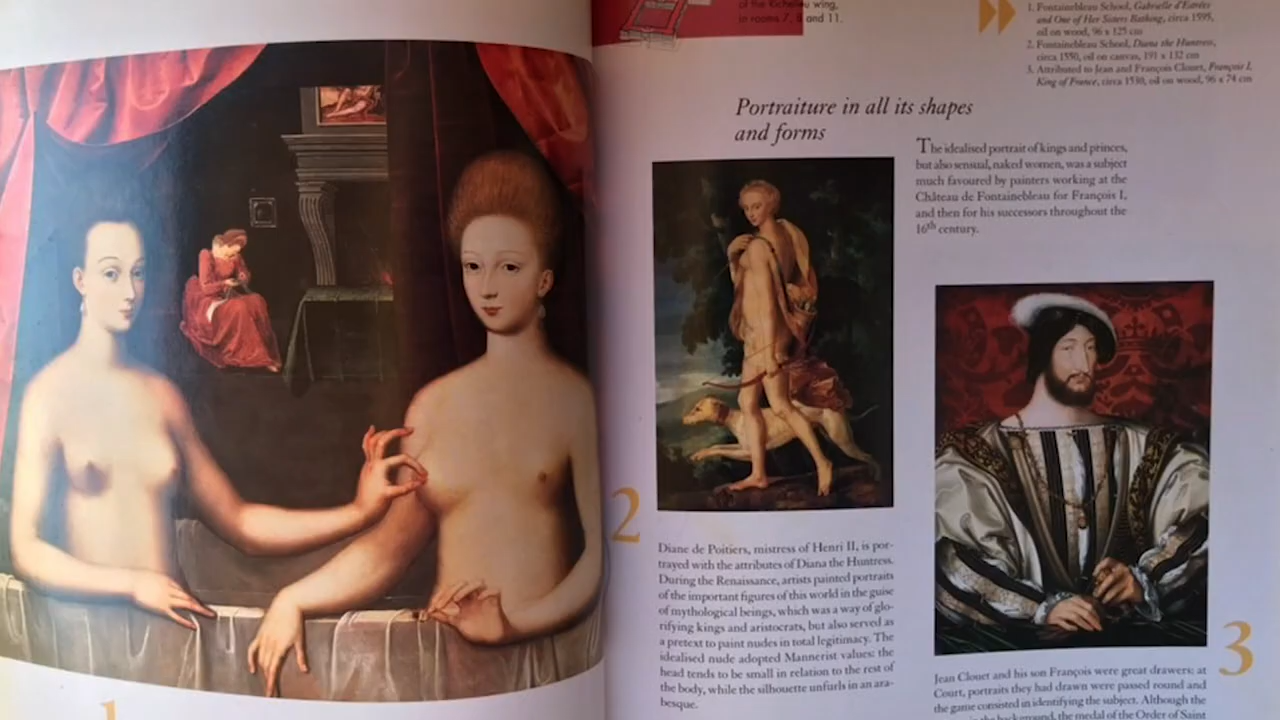 of the Richelieu wing,
in rooms 7, 8 and 11.
1. Fontainebleau School, Gabrielle d'Estrées
and One of Her Sisters Bathing, circa 1595,
oil on wood, 96 x 125 cm
2. Fontainebleau School, Diana the Huntress,
circa 1550, oil on canvas, 191 x 132 cm
3. Attributed to Jean and François Clouet, François I,
King of France, circa 1530, oil on wood, 96 x 74 cm
Portraiture in all its shapes
and forms
The idealised portrait of kings and princes,
but also sensual, naked women, was a subject
much favoured by painters working at the
Château de Fontainebleau for François I,
and then for his successors throughout the
16th century.
2
Diane de Poitiers, mistress of Henri II, is por-
trayed with the attributes of Diana the Huntress.
During the Renaissance, artists painted portraits
of the important figures of this world in the guise
of mythological beings, which was a way of glo-
rifying kings and aristocrats, but also served as
a pretext to paint nudes in total legitimacy. The
idealised nude adopted Mannerist values: the
head tends to be small in relation to the rest of
the body, while the silhouette unfurls in an ara-
besque.
3
Jean Clouet and his son François were great drawers: at
Court, portraits they had drawn were passed round and
the game consisted in identifying the subject. Although the
in the background, the medal of the Order of Saint
1